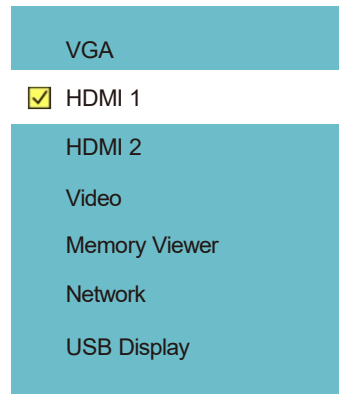 VGA
HDMI 1
HDMI 2
Video
Memory Viewer
Network
USB Display